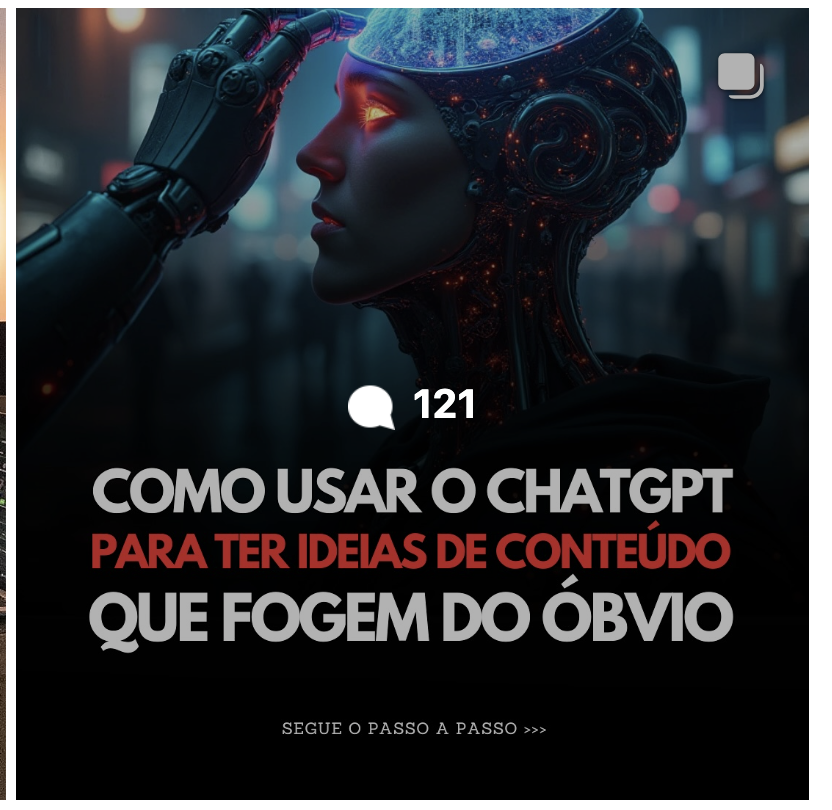 121
COMO USAR O CHATGPT
PARA TER IDEIAS DE CONTEÚDO
QUE FOGEM DO ÓBVIO
SEGUE O PASSO A PASSO >>>